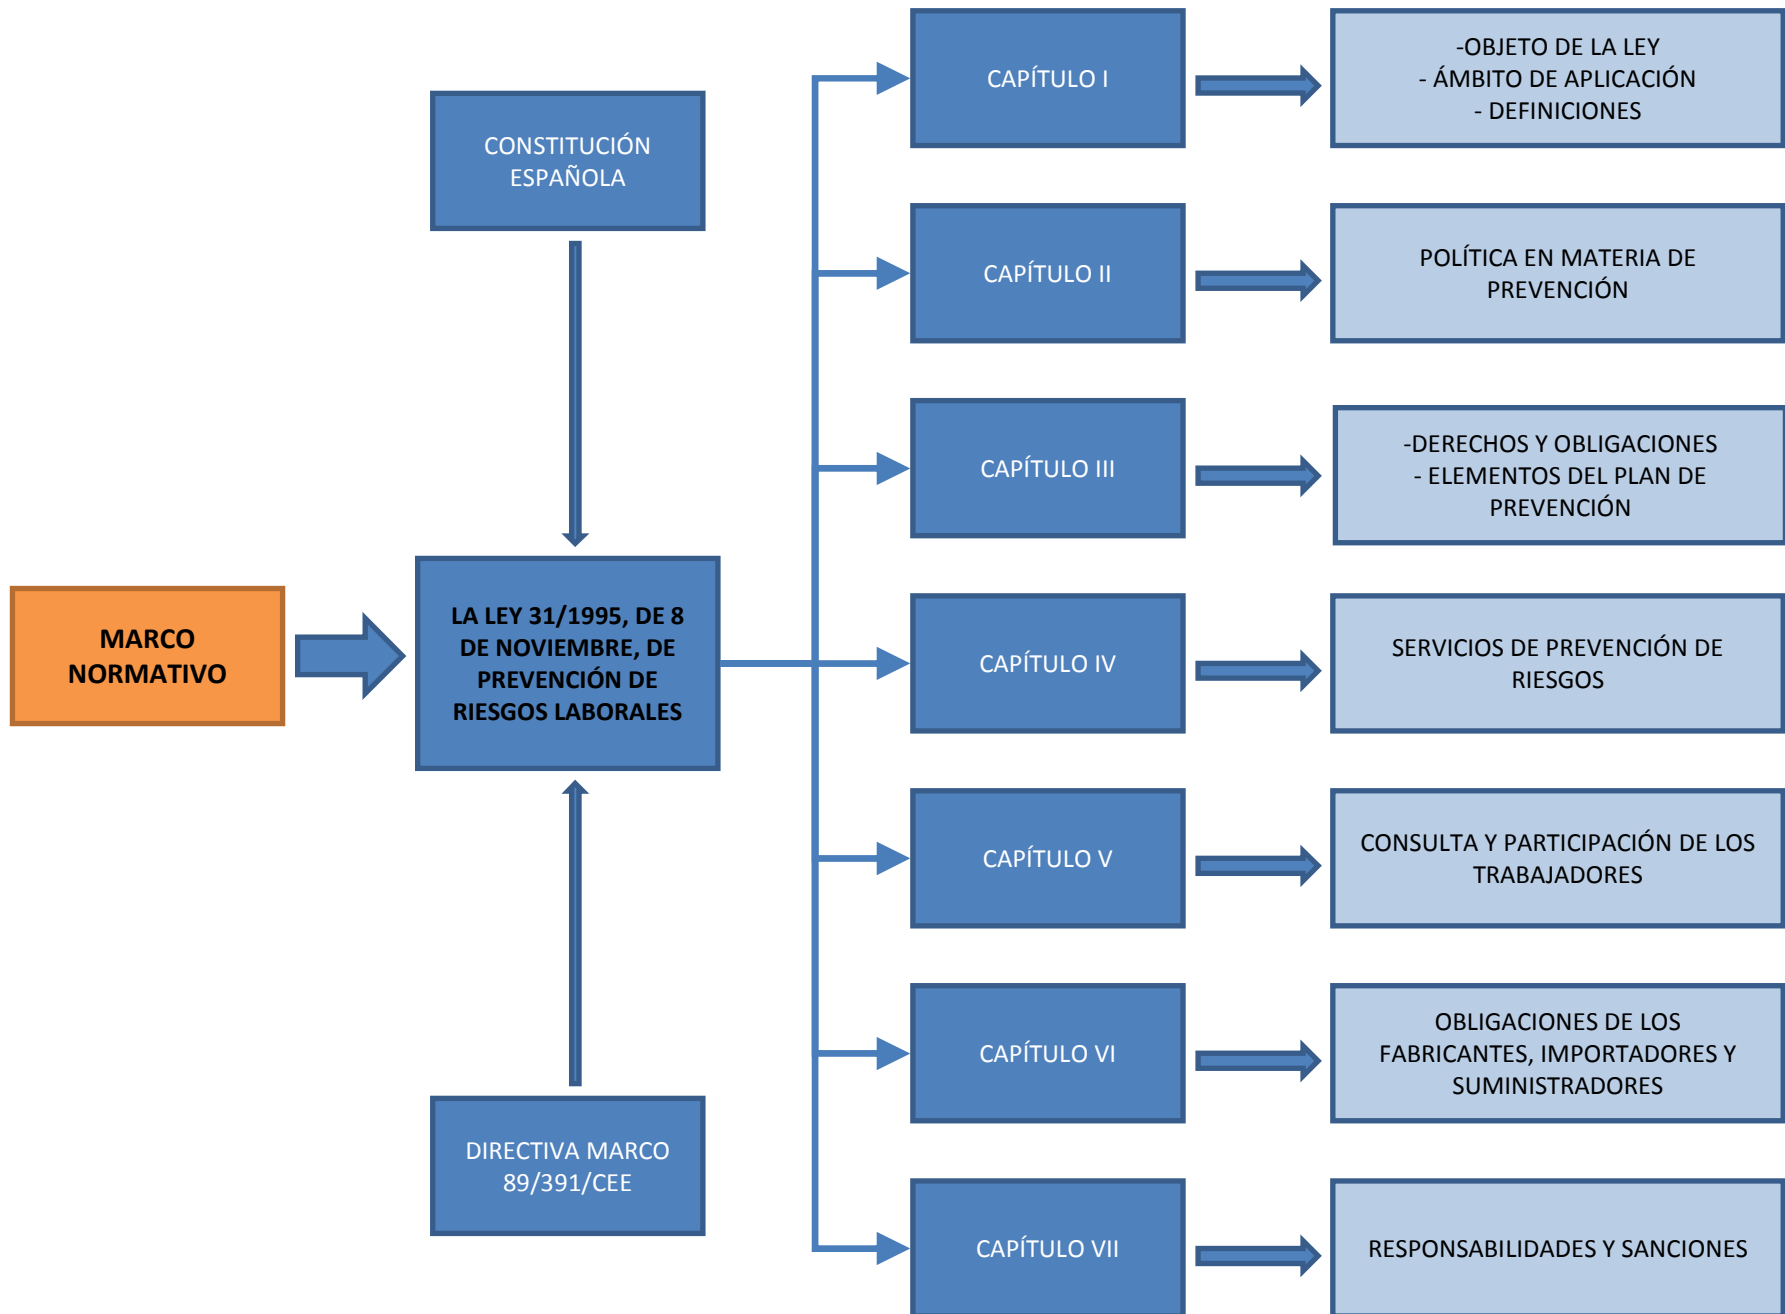 MARCO
NORMATIVO
CONSTITUCIÓN
ESPAÑOLA
LA LEY 31/1995, DE 8
DE NOVIEMBRE, DE
PREVENCIÓN DE
RIESGOS LABORALES
DIRECTIVA MARCO
89/391/CEE
CAPÍTULO I
-OBJETO DE LA LEY
- ÁMBITO DE APLICACIÓN
- DEFINICIONES
CAPÍTULO II
POLÍTICA EN MATERIA DE
PREVENCIÓN
CAPÍTULO III
-DERECHOS Y OBLIGACIONES
- ELEMENTOS DEL PLAN DE
PREVENCIÓN
CAPÍTULO IV
SERVICIOS DE PREVENCIÓN DE
RIESGOS
CAPÍTULO V
CONSULTA Y PARTICIPACIÓN DE LOS
TRABAJADORES
CAPÍTULO VI
OBLIGACIONES DE LOS
FABRICANTES, IMPORTADORES Y
SUMINISTRADORES
CAPÍTULO VII
RESPONSABILIDADES Y SANCIONES